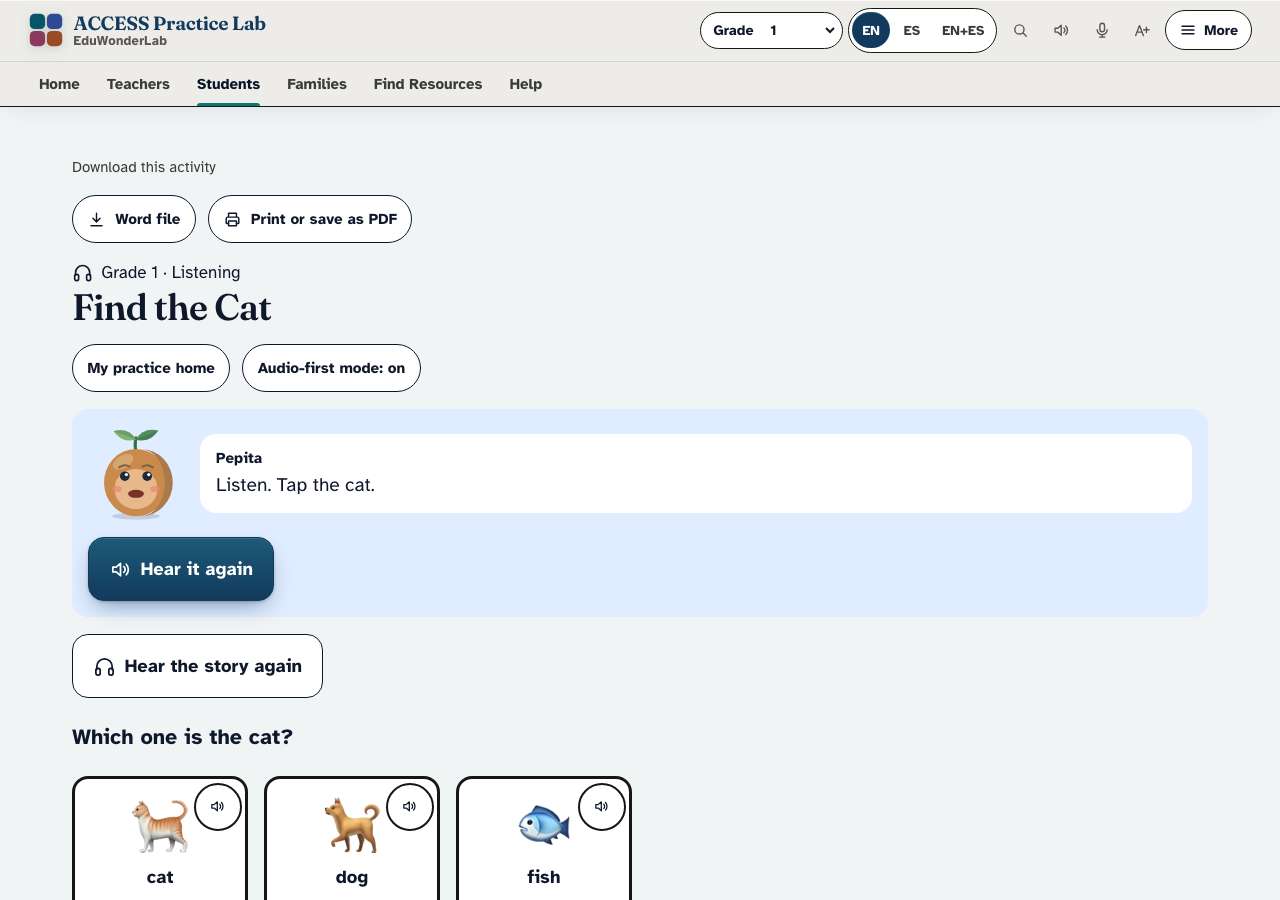 ACCESS Practice Lab
EduWonderLab
Grade 1
EN ES EN+ES
A+
More
Home Teachers Students Families Find Resources Help
Download this activity
Word file Print or save as PDF
Grade 1 · Listening
Find the Cat
My practice home Audio-first mode: on
Pepita
Listen. Tap the cat.
Hear it again
Hear the story again
Which one is the cat?
cat dog fish